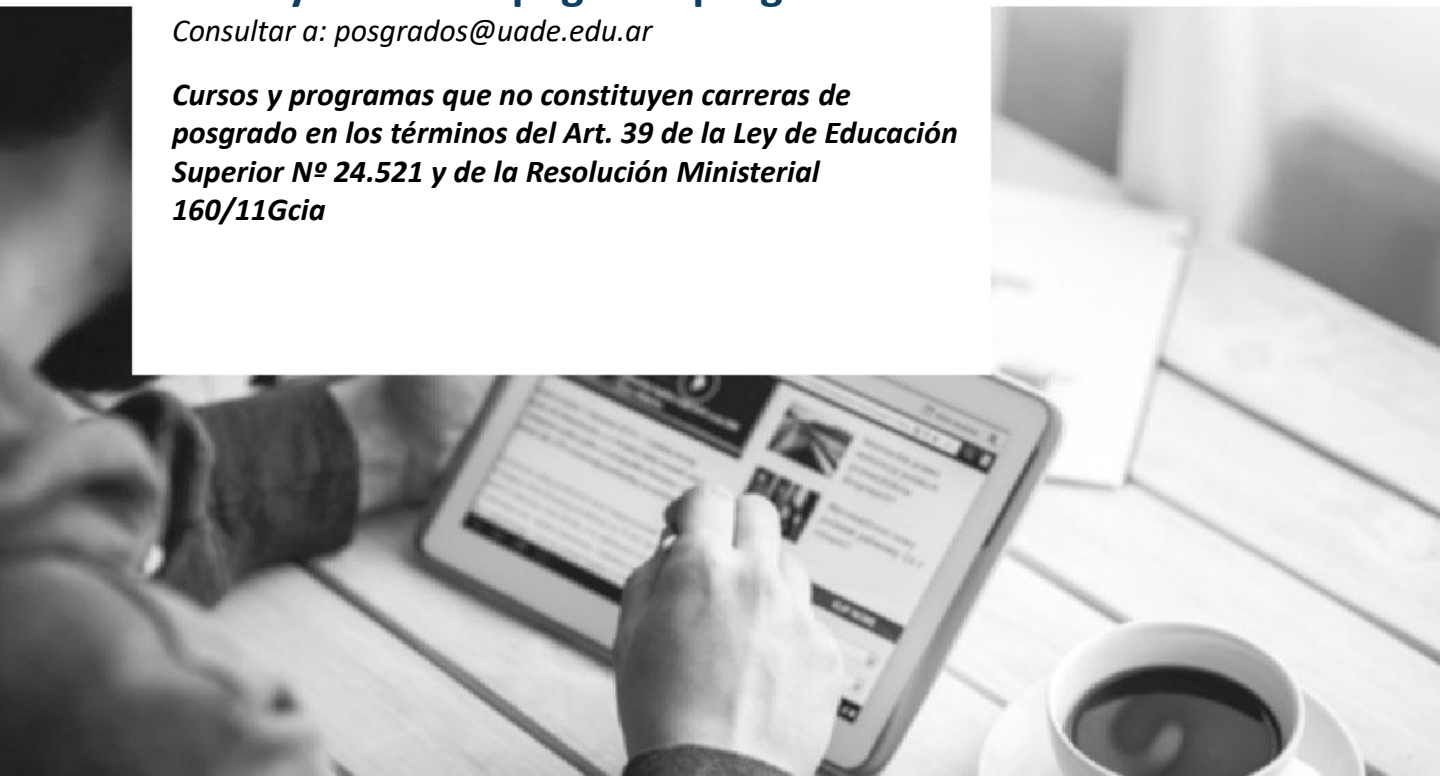 Consultar a: posgrados@uade.edu.ar
Cursos y programas que no constituyen carreras de
posgrado en los términos del Art. 39 de la Ley de Educación
Superior Nº 24.521 y de la Resolución Ministerial
160/11Gcia